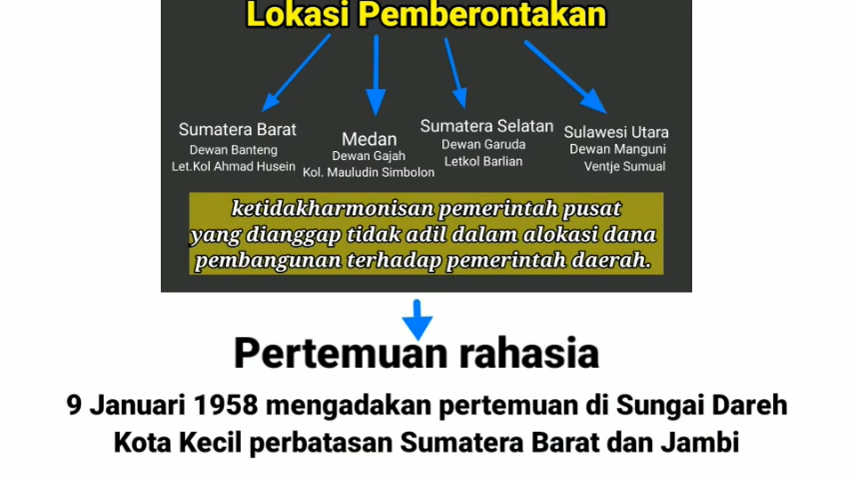 Lokasi Pemberontakan
Sumatera Barat
Dewan Banteng
Let.Kol Ahmad Husein
Medan
Dewan Gajah
Kol. Mauludin Simbolon
Sumatera Selatan
Dewan Garuda
Letkol Barlian
Sulawesi Utara
Dewan Manguni
Ventje Sumual
ketidakharmonisan pemerintah pusat
yang dianggap tidak adil dalam alokasi dana
pembangunan terhadap pemerintah daerah.
Pertemuan rahasia
9 Januari 1958 mengadakan pertemuan di Sungai Dareh
Kota Kecil perbatasan Sumatera Barat dan Jambi